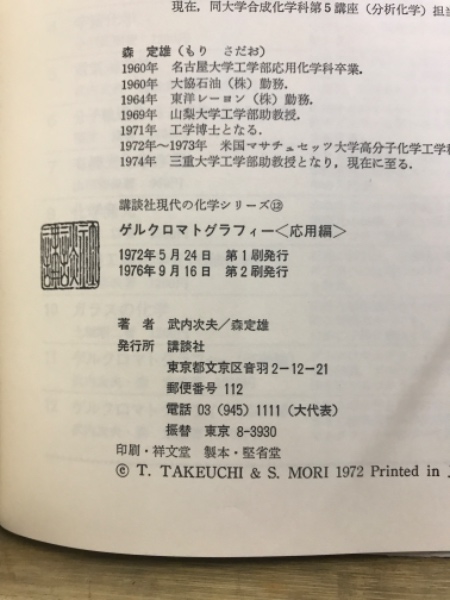 現在，同大学合成化学科第5講座（分析化学）担当
森 定雄（もり さだお）
1960年 名古屋大学工学部応用化学科卒業．
1960年 大協石油（株）勤務．
1964年 東洋レーヨン（株）勤務．
1969年 山梨大学工学部助教授．
1971年 工学博士となる．
1972年〜1973年 米国マサチュセッツ大学高分子化学工学科
1974年 三重大学工学部助教授となり，現在に至る．
講談社現代の化学シリーズ⑫
ゲルクロマトグラフィー＜応用編＞
1972年5月24日 第1刷発行
1976年9月16日 第2刷発行
著 者 武内次夫／森定雄
発行所 講談社
東京都文京区音羽2-12-21
郵便番号 112
電話 03 (945) 1111（大代表）
振替 東京 8-3930
印刷・祥文堂 製本・堅省堂
© T. TAKEUCHI & S. MORI 1972 Printed in J